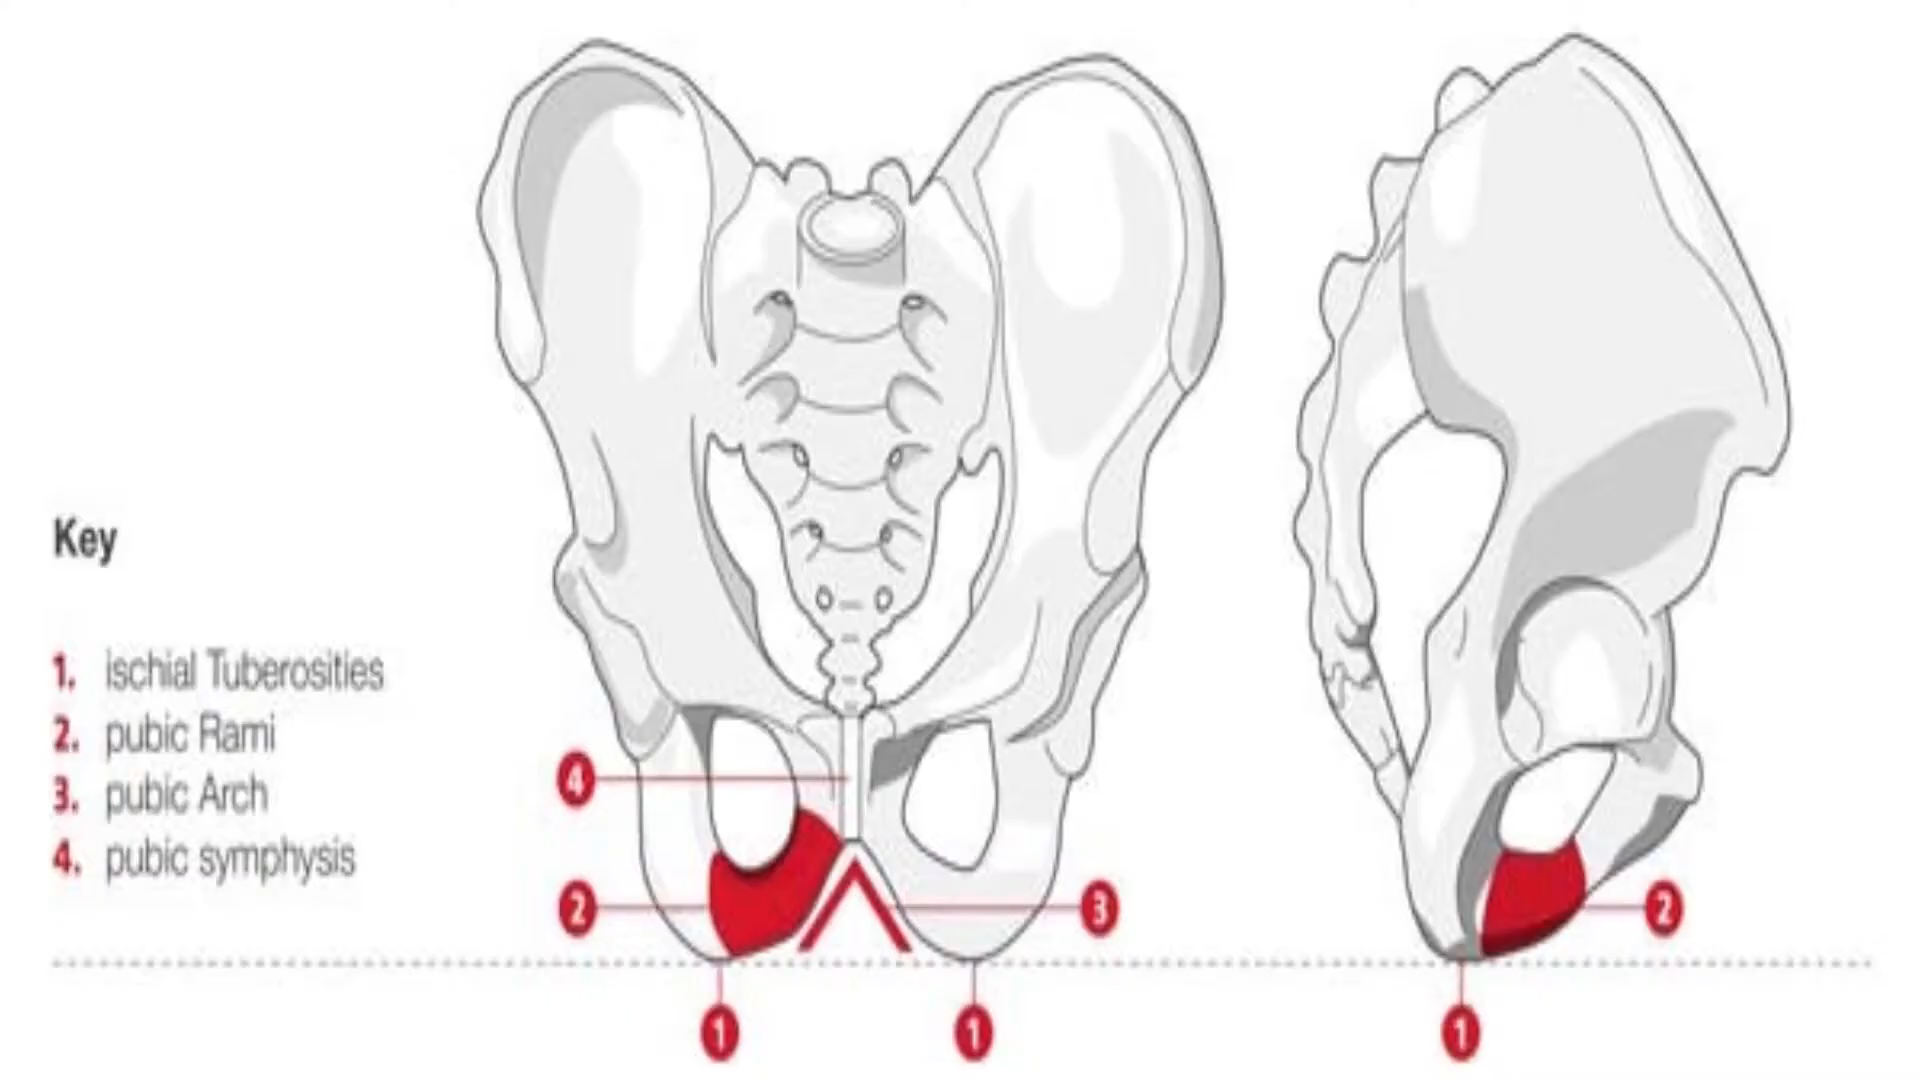 Key
1. ischial Tuberosities
2. pubic Rami
3. pubic Arch
4. pubic symphysis
4
2
3
2
1
1
1